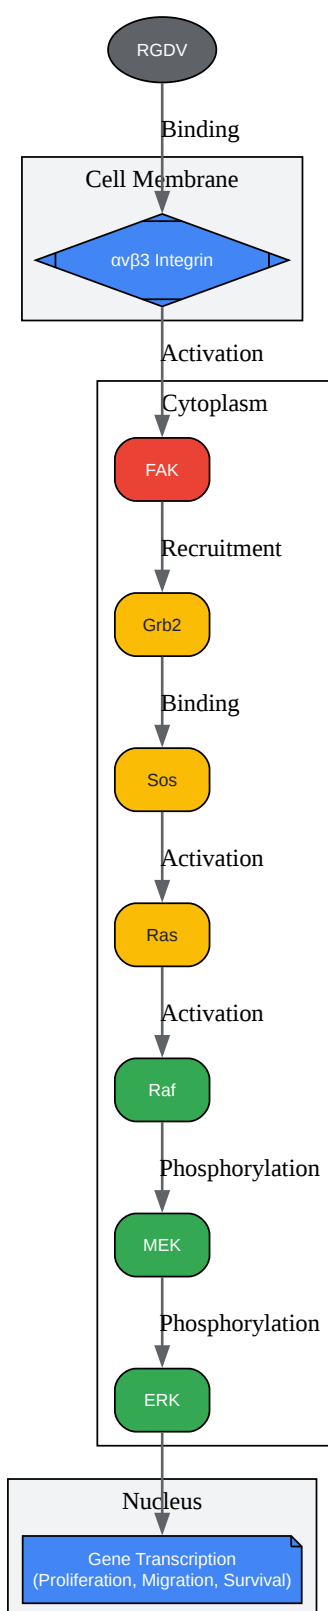 RGDV
Binding
Cell Membrane
αvβ3 Integrin
Activation
Cytoplasm
FAK
Recruitment
Grb2
Binding
Sos
Activation
Ras
Activation
Raf
Phosphorylation
MEK
Phosphorylation
ERK
Nucleus
Gene Transcription
(Proliferation, Migration, Survival)